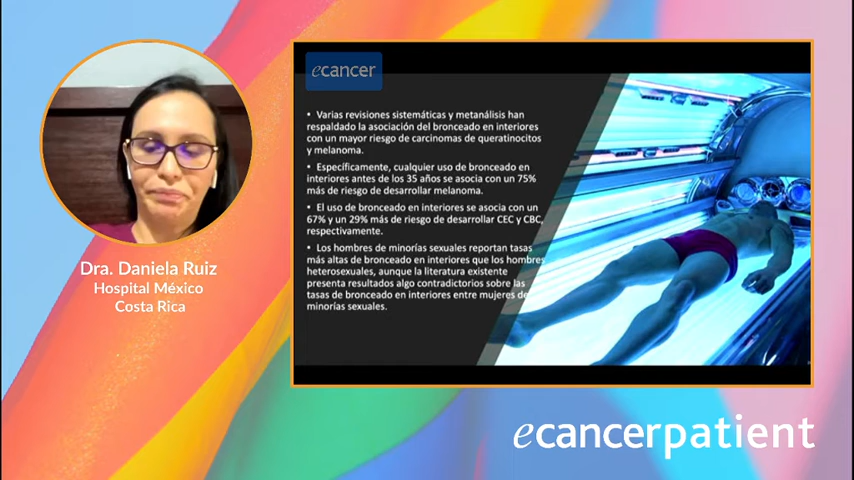 ecancer
• Varias revisiones sistemáticas y metanálisis han
respaldado la asociación del bronceado en interiores
con un mayor riesgo de carcinomas de queratinocitos
y melanoma.
• Específicamente, cualquier uso de bronceado en
interiores antes de los 35 años se asocia con un 75%
más de riesgo de desarrollar melanoma.
• El uso de bronceado en interiores se asocia con un
67% y un 29% más de riesgo de desarrollar CEC y CBC,
respectivamente.
• Los hombres de minorías sexuales reportan tasas
más altas de bronceado en interiores que los hombres
heterosexuales, aunque la literatura existente
presenta resultados algo contradictorios sobre las
tasas de bronceado en interiores entre mujeres de
minorías sexuales.
Dra. Daniela Ruiz
Hospital México
Costa Rica
ecancerpatient